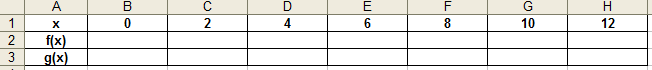 A B C D E F G H
1 x 0 2 4 6 8 10 12
2 f(x)
3 g(x)